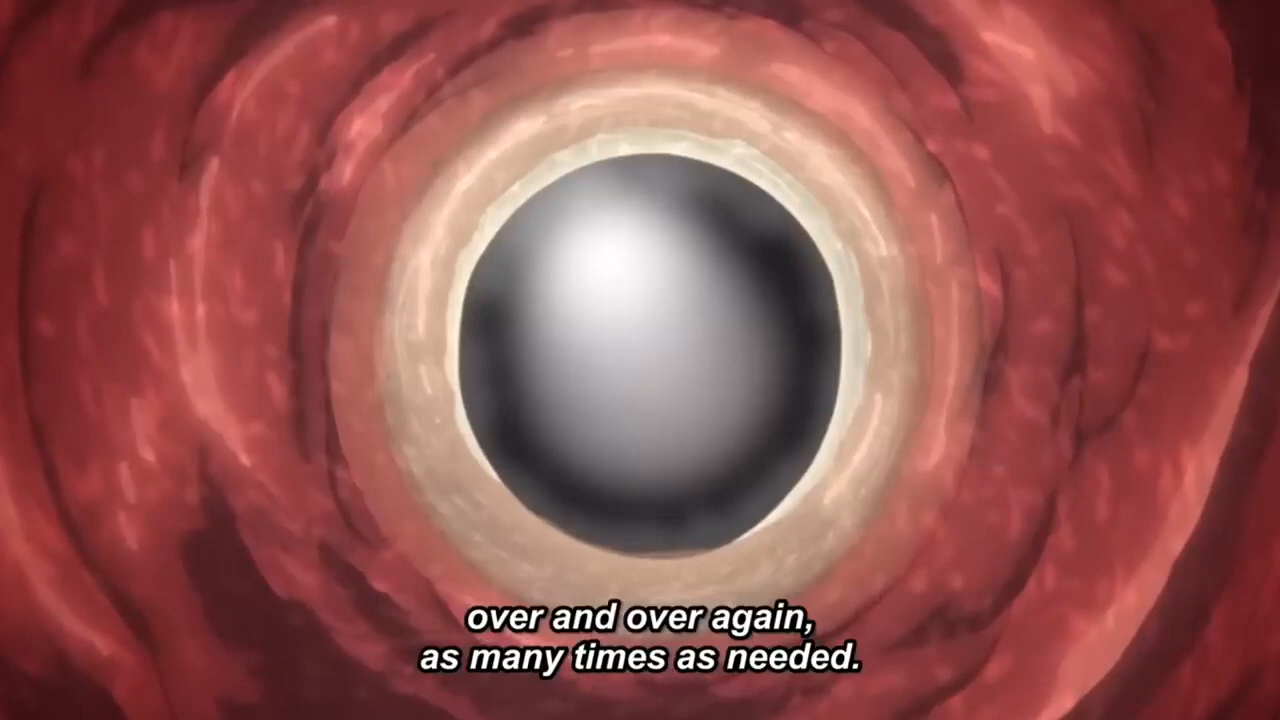 over and over again,
as many times as needed.